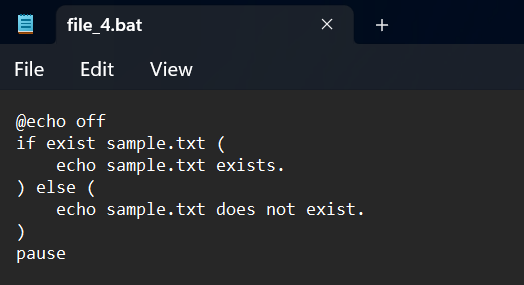 file_4.bat
File Edit View
@echo off
if exist sample.txt (
    echo sample.txt exists.
) else (
    echo sample.txt does not exist.
)
pause